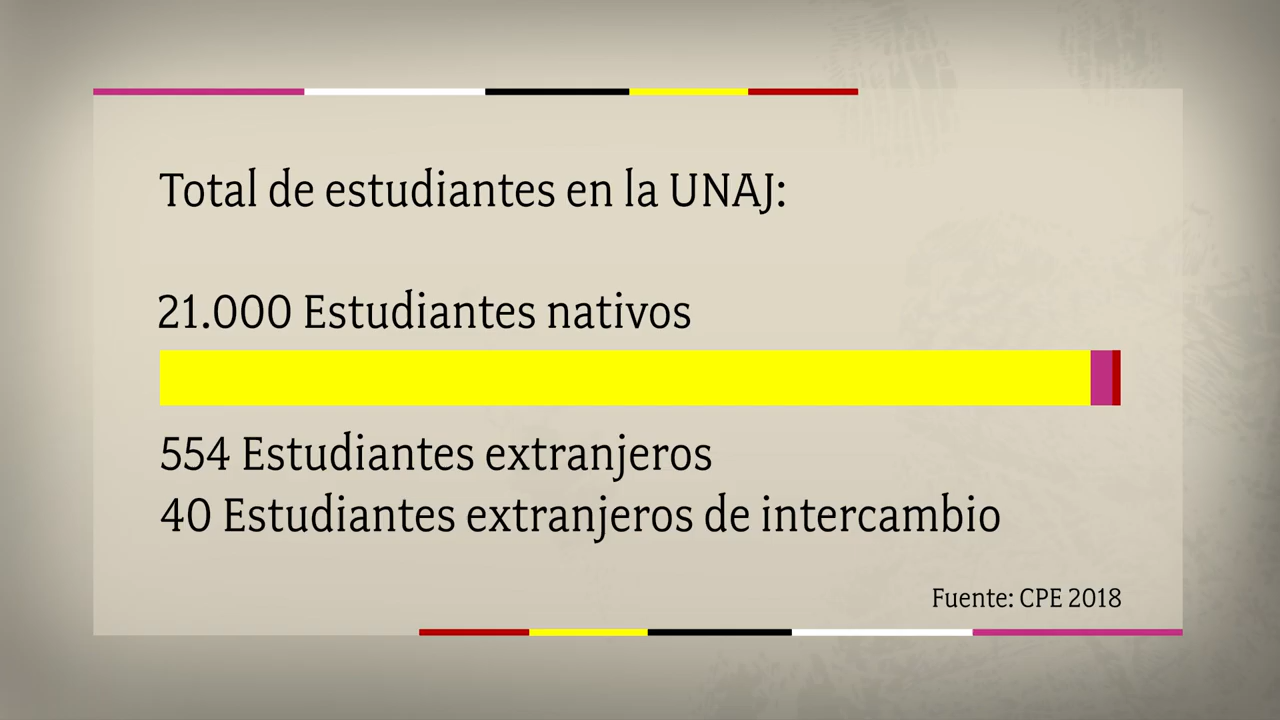 Total de estudiantes en la UNAJ:
21.000 Estudiantes nativos
554 Estudiantes extranjeros
40 Estudiantes extranjeros de intercambio
Fuente: CPE 2018